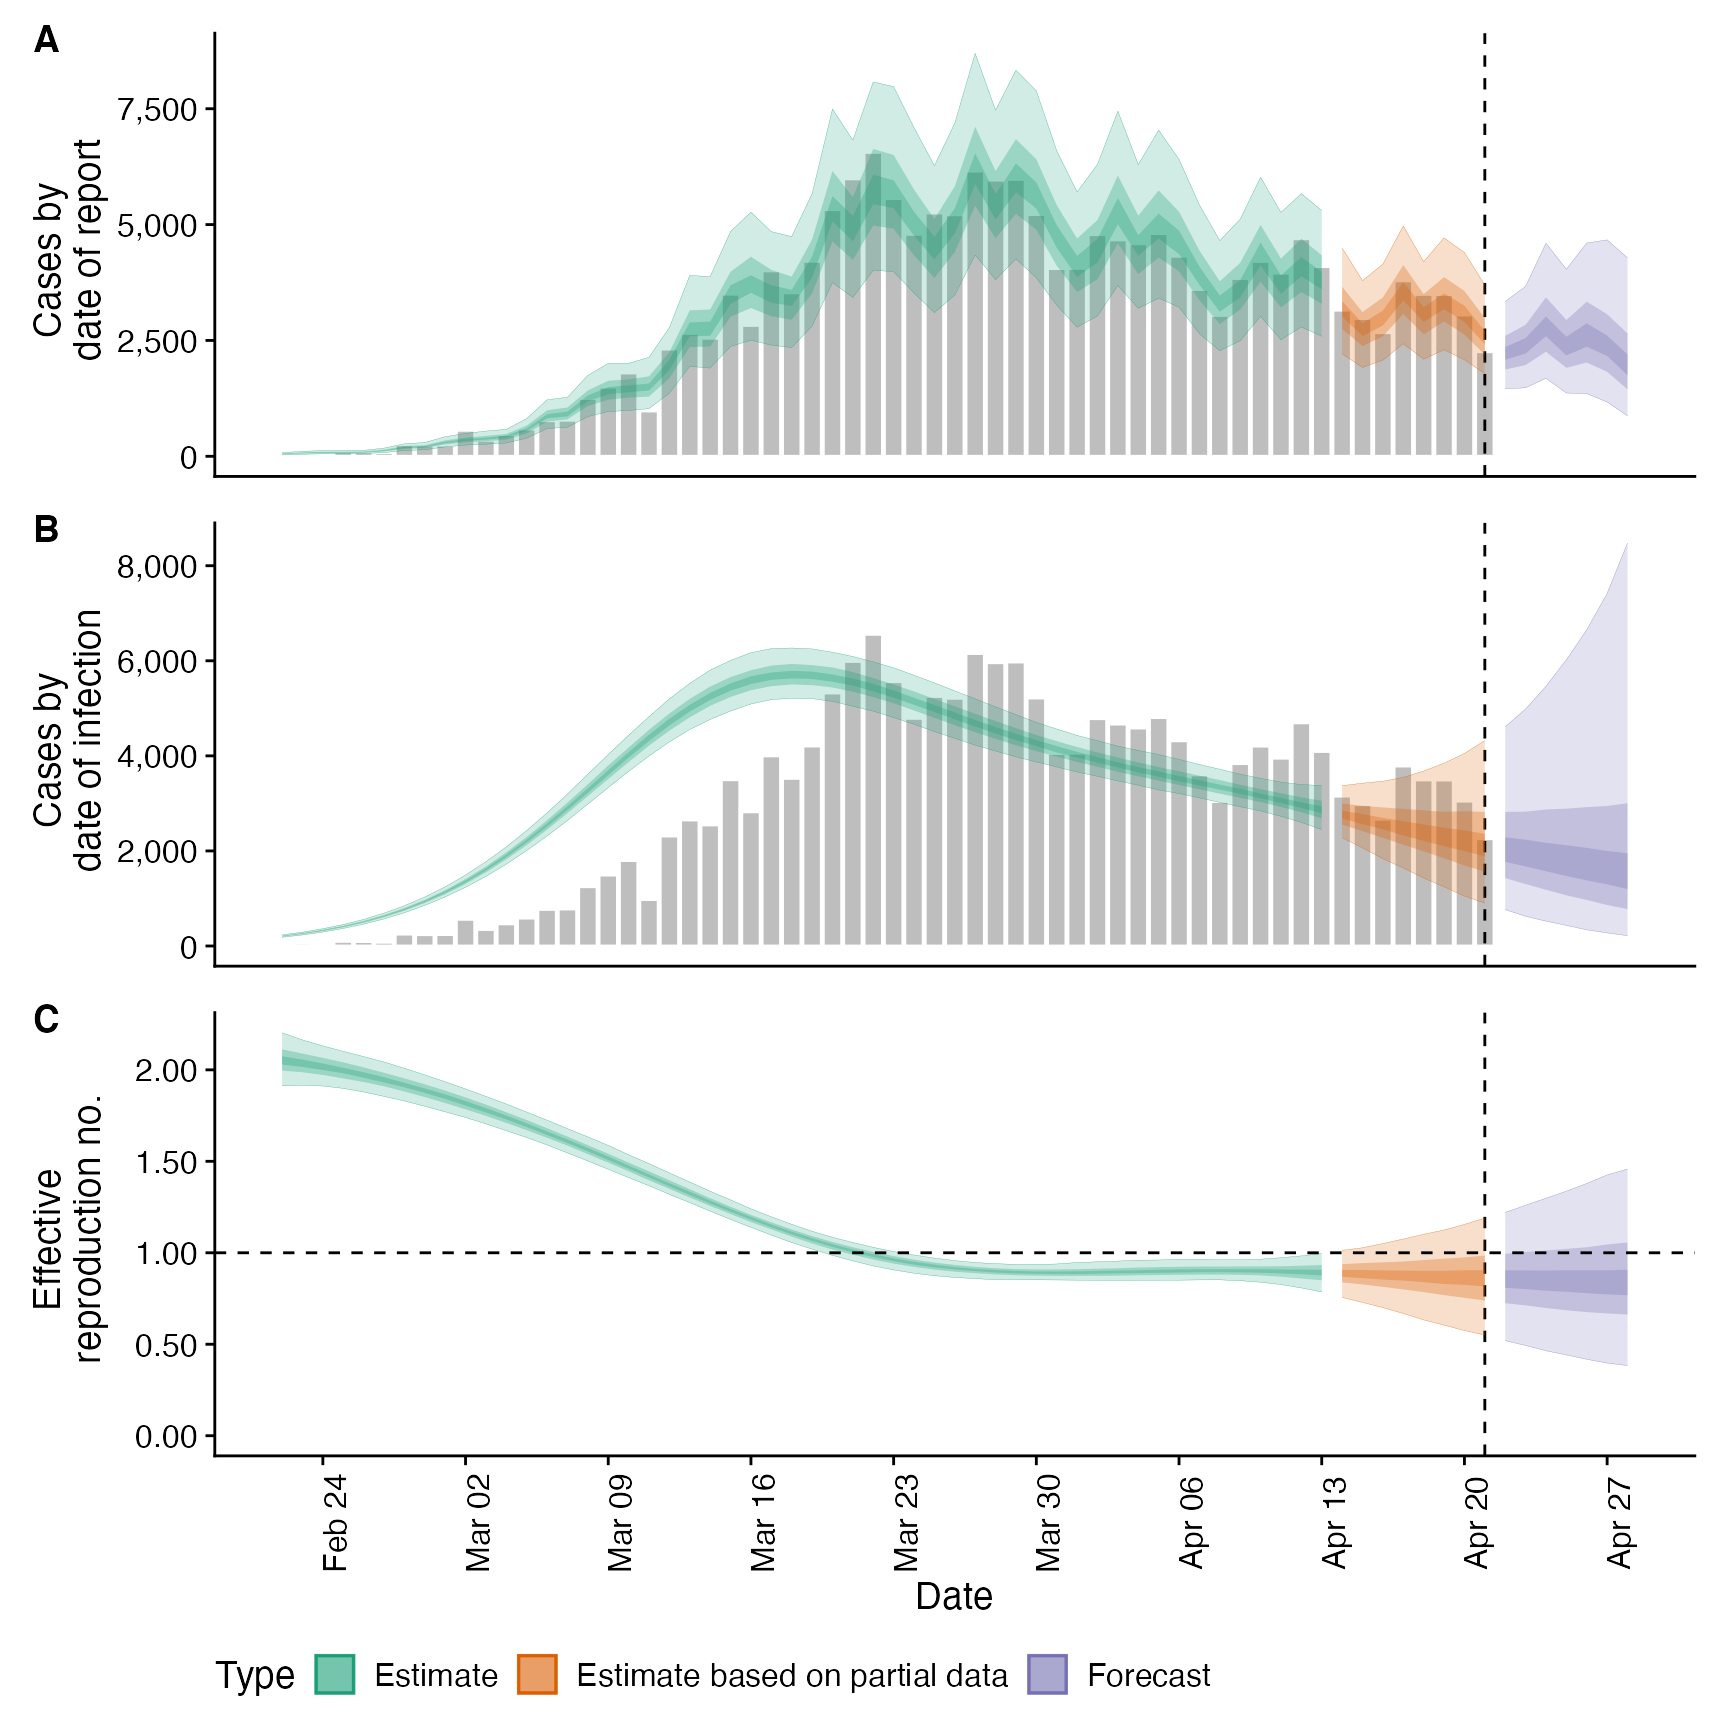 A
Cases by
date of report
7,500
5,000
2,500
0
B
Cases by
date of infection
8,000
6,000
4,000
2,000
0
C
Effective
reproduction no.
2.00
1.50
1.00
0.50
0.00
Feb 24
Mar 02
Mar 09
Mar 16
Mar 23
Mar 30
Apr 06
Apr 13
Apr 20
Apr 27
Date
Type Estimate Estimate based on partial data Forecast